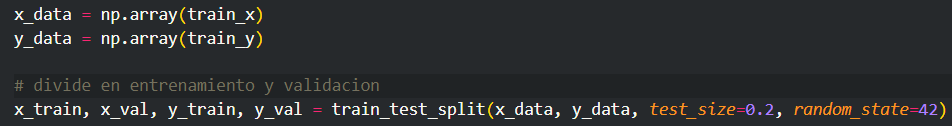 x_data = np.array(train_x)
y_data = np.array(train_y)
# divide en entrenamiento y validacion
x_train, x_val, y_train, y_val = train_test_split(x_data, y_data, test_size=0.2, random_state=42)